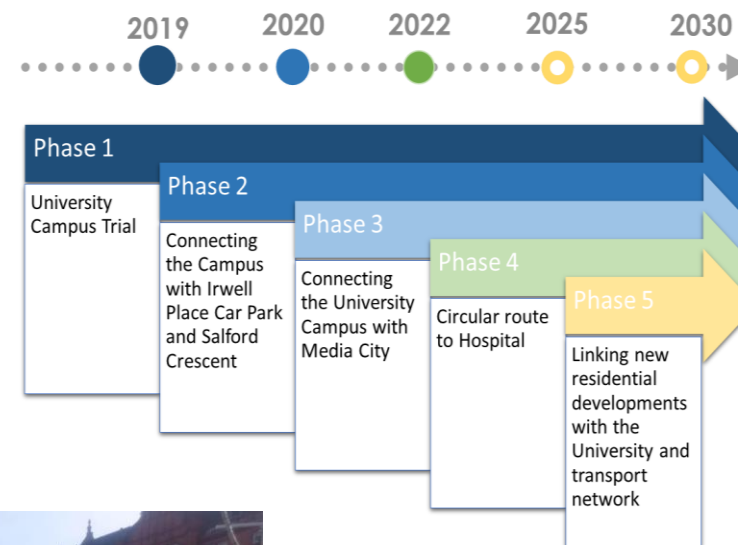 2019 2020 2022 2025 2030
Phase 1
University
Campus Trial
Phase 2
Connecting
the Campus
with Irwell
Place Car Park
and Salford
Crescent
Phase 3
Connecting
the University
Campus with
Media City
Phase 4
Circular route
to Hospital
Phase 5
Linking new
residential
developments
with the
University and
transport
network